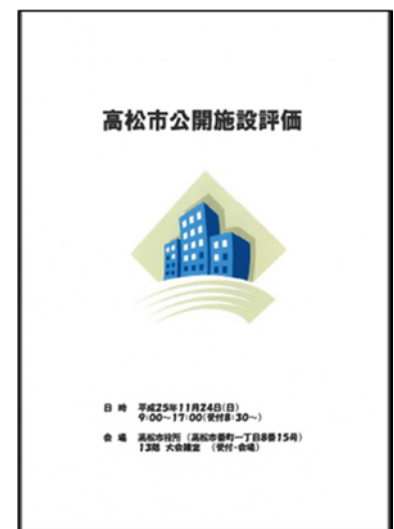 高松市公開施設評価
日 時 平成25年11月24日(日)
9:00~17:00(受付8:30~)
会 場 高松市役所 (高松市番町一丁目8番15号)
13階 大会議室 (受付・会場)